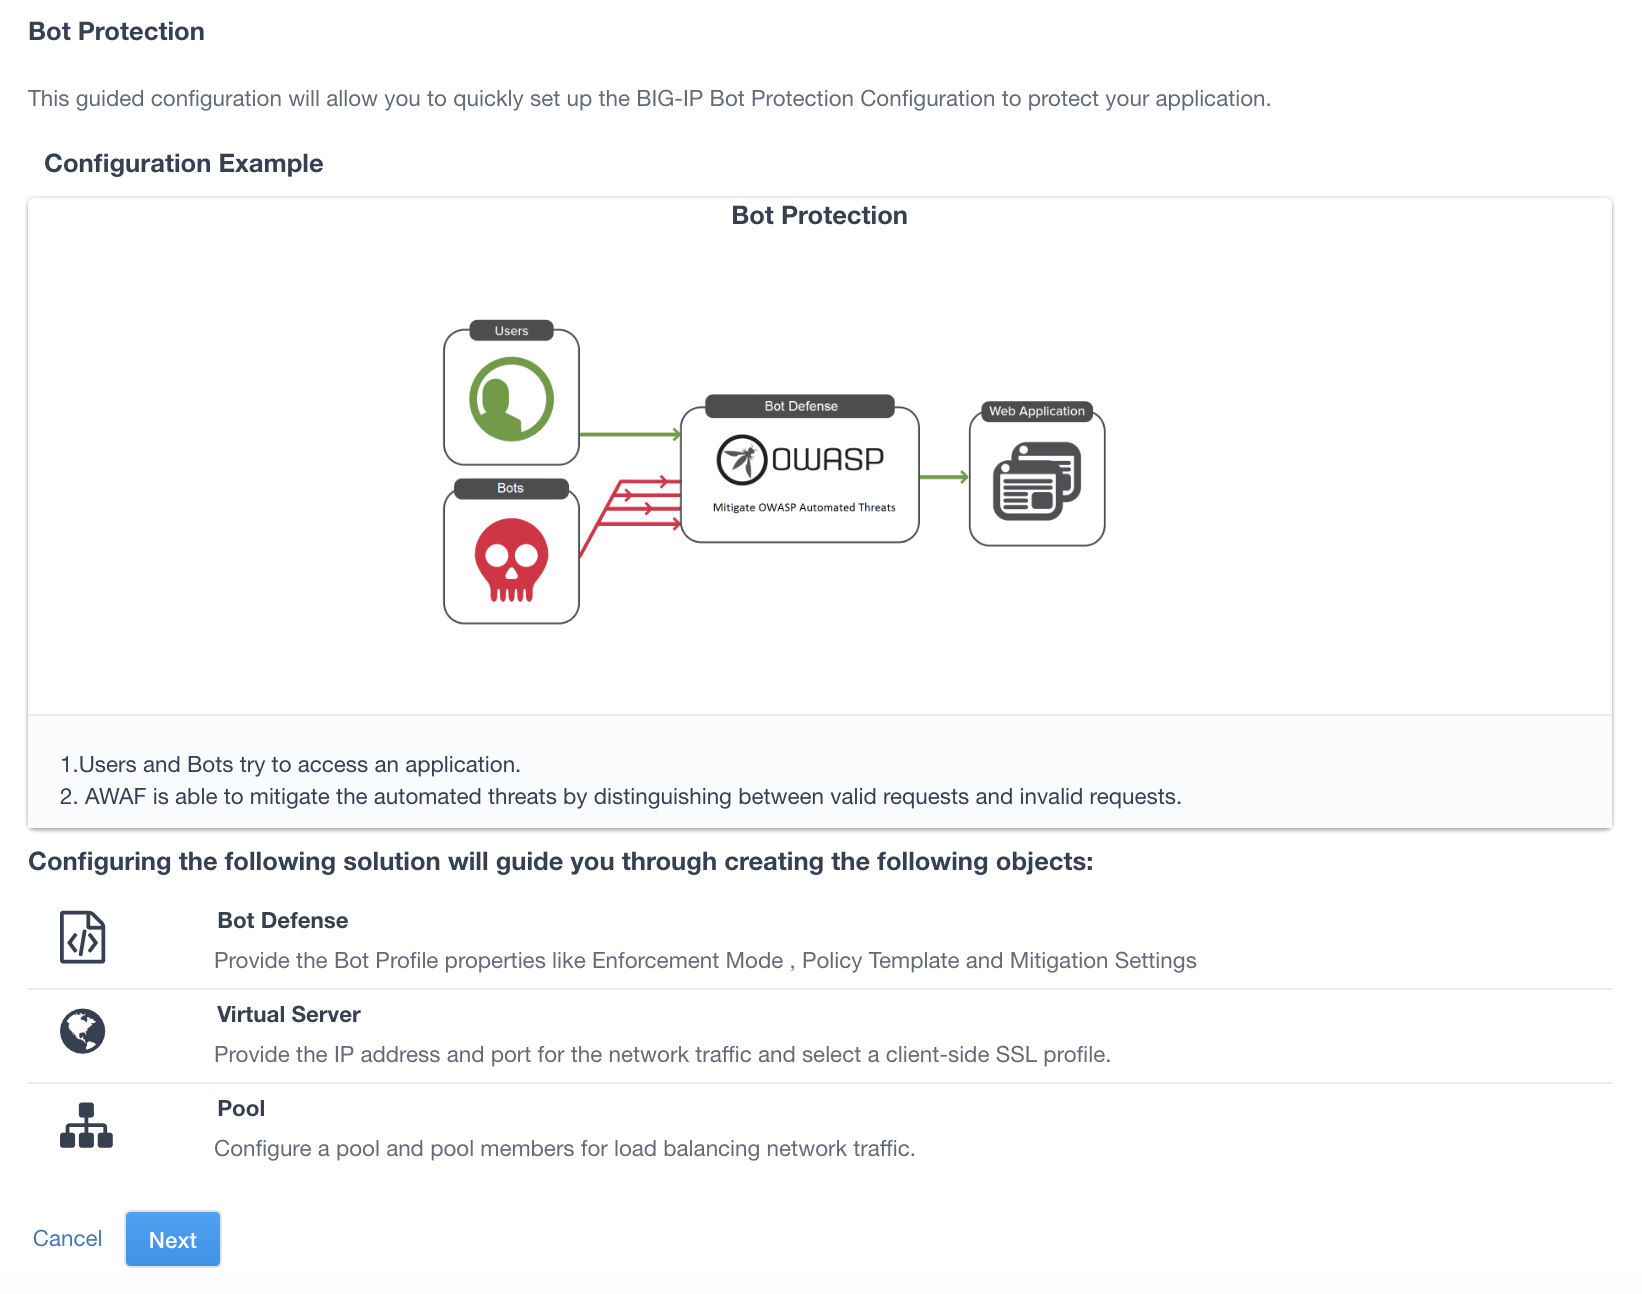 Bot Protection
This guided configuration will allow you to quickly set up the BIG-IP Bot Protection Configuration to protect your application.
Configuration Example
Bot Protection
Users
Bots
Bot Defense
OWASP
Mitigate OWASP Automated Threats
Web Application
1.Users and Bots try to access an application.
2. AWAF is able to mitigate the automated threats by distinguishing between valid requests and invalid requests.
Configuring the following solution will guide you through creating the following objects:
Bot Defense
Provide the Bot Profile properties like Enforcement Mode , Policy Template and Mitigation Settings
Virtual Server
Provide the IP address and port for the network traffic and select a client-side SSL profile.
Pool
Configure a pool and pool members for load balancing network traffic.
Cancel
Next